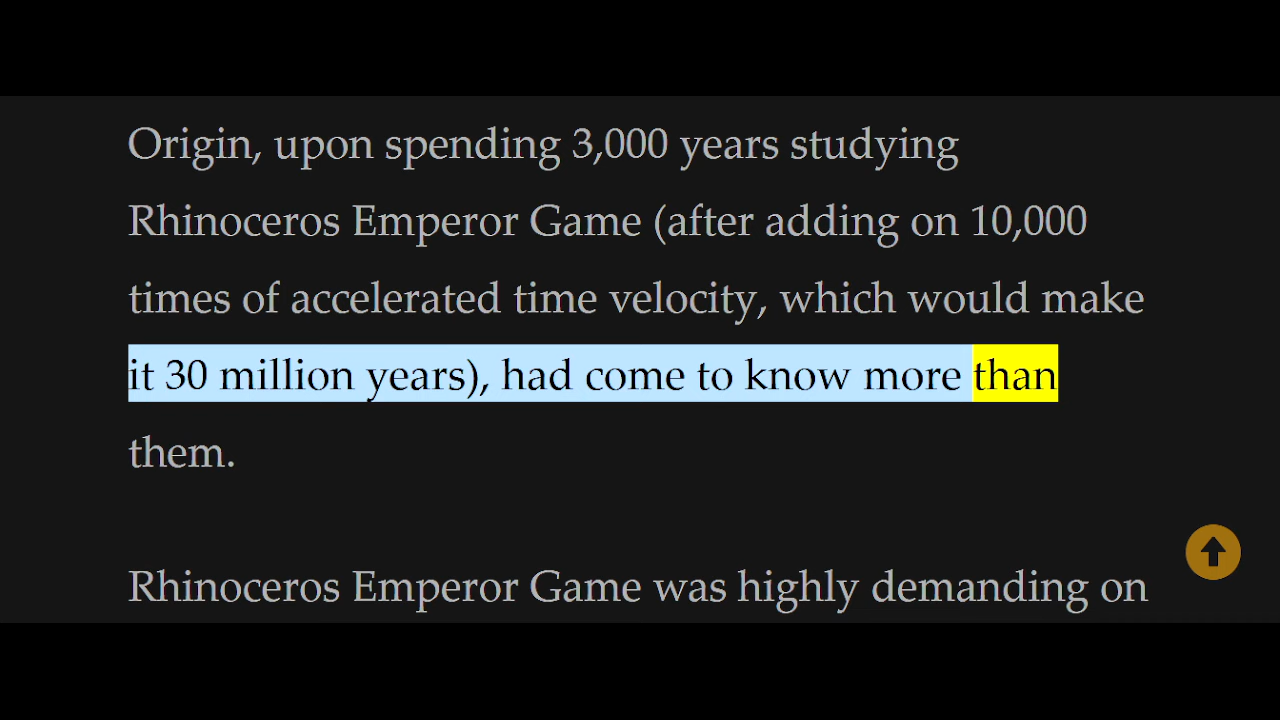 Origin, upon spending 3,000 years studying
Rhinoceros Emperor Game (after adding on 10,000
times of accelerated time velocity, which would make
it 30 million years), had come to know more than
them.
Rhinoceros Emperor Game was highly demanding on